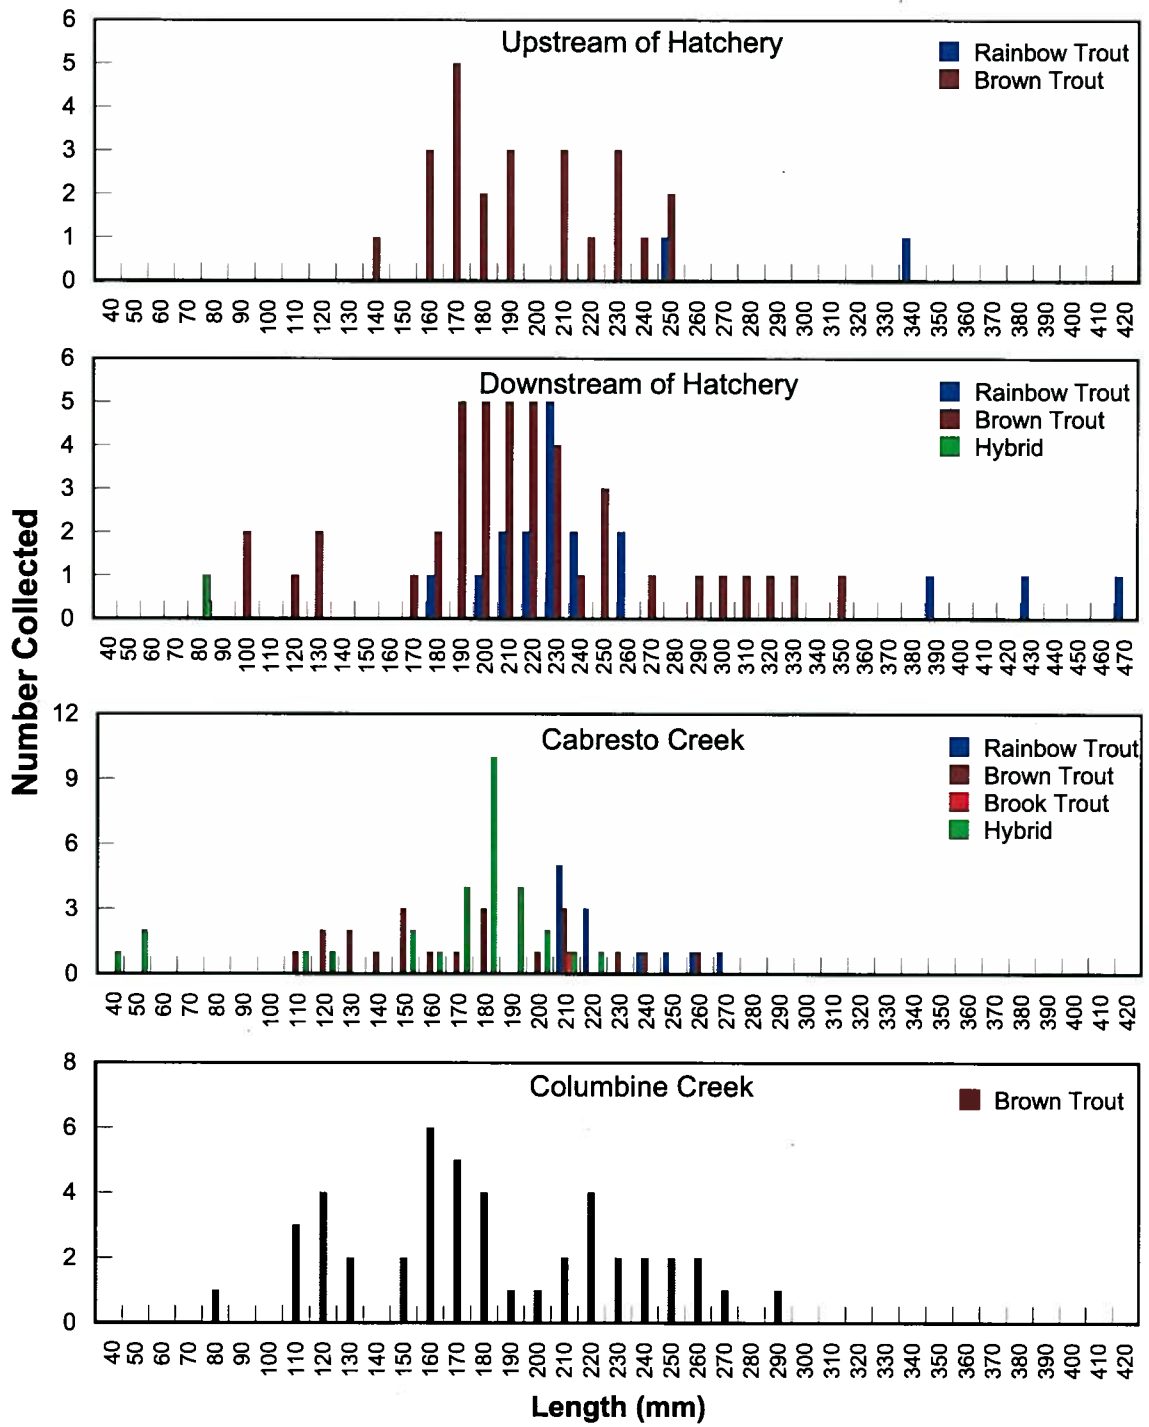 Number Collected
6
5
4
3
2
1
0
Upstream of Hatchery
Rainbow Trout
Brown Trout
40 50 60 70 80 90 100 110 120 130 140 150 160 170 180 190 200 210 220 230 240 250 260 270 280 290 300 310 320 330 340 350 360 370 380 390 400 410 420
6
5
4
3
2
1
0
Downstream of Hatchery
Rainbow Trout
Brown Trout
Hybrid
40 50 60 70 80 90 100 110 120 130 140 150 160 170 180 190 200 210 220 230 240 250 260 270 280 290 300 310 320 330 340 350 360 370 380 390 400 410 420 430 440 450 460 470
12
9
6
3
0
Cabresto Creek
Rainbow Trout
Brown Trout
Brook Trout
Hybrid
40 50 60 70 80 90 100 110 120 130 140 150 160 170 180 190 200 210 220 230 240 250 260 270 280 290 300 310 320 330 340 350 360 370 380 390 400 410 420
8
6
4
2
0
Columbine Creek
Brown Trout
40 50 60 70 80 90 100 110 120 130 140 150 160 170 180 190 200 210 220 230 240 250 260 270 280 290 300 310 320 330 340 350 360 370 380 390 400 410 420
Length (mm)